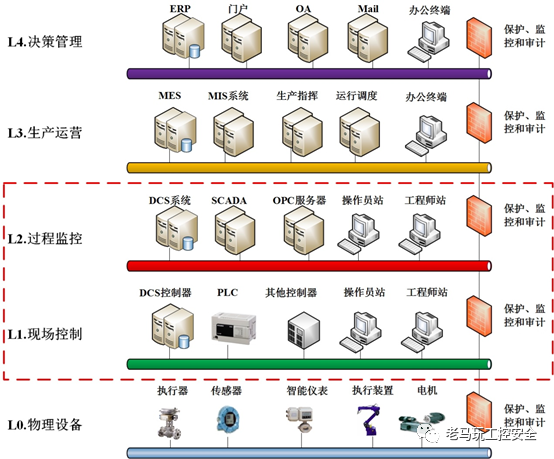 ERP 门户 OA Mail 办公终端
L4.决策管理
保护、监
控和审计
MES MIS系统 生产指挥 运行调度 办公终端
L3.生产运营
保护、监
控和审计
DCS系统 SCADA OPC服务器 操作员站 工程师站
L2.过程监控
保护、监
控和审计
DCS控制器 PLC 其他控制器 操作员站 工程师站
L1.现场控制
保护、监
控和审计
执行器 传感器 智能仪表 执行装置 电机
L0.物理设备
保护、监
控和审计
老马玩工控安全